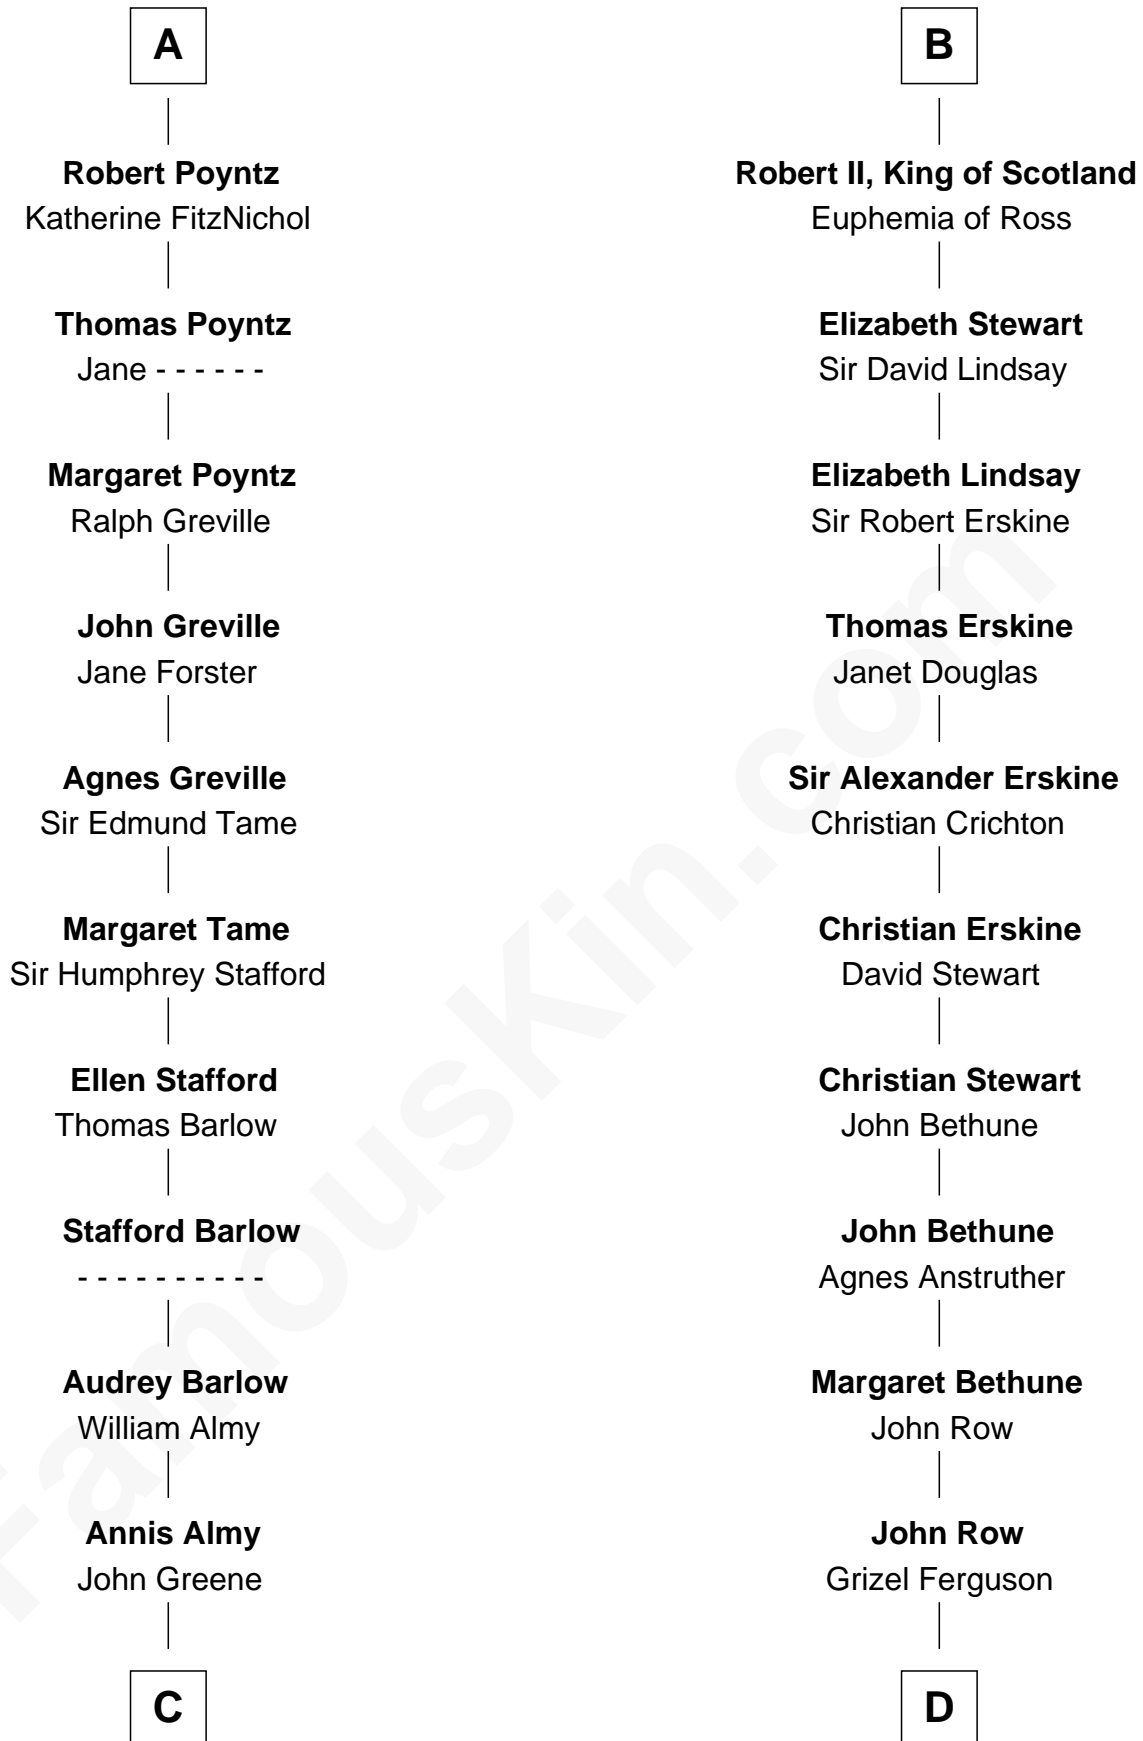 A
Robert Poyntz
Katherine FitzNichol
Thomas Poyntz
Jane - - - - - -
Margaret Poyntz
Ralph Greville
John Greville
Jane Forster
Agnes Greville
Sir Edmund Tame
Margaret Tame
Sir Humphrey Stafford
Ellen Stafford
Thomas Barlow
Stafford Barlow
- - - - - - - - - -
Audrey Barlow
William Almy
Annis Almy
John Greene
C
B
Robert II, King of Scotland
Euphemia of Ross
Elizabeth Stewart
Sir David Lindsay
Elizabeth Lindsay
Sir Robert Erskine
Thomas Erskine
Janet Douglas
Sir Alexander Erskine
Christian Crichton
Christian Erskine
David Stewart
Christian Stewart
John Bethune
John Bethune
Agnes Anstruther
Margaret Bethune
John Row
John Row
Grizel Ferguson
D
FamousKin.com